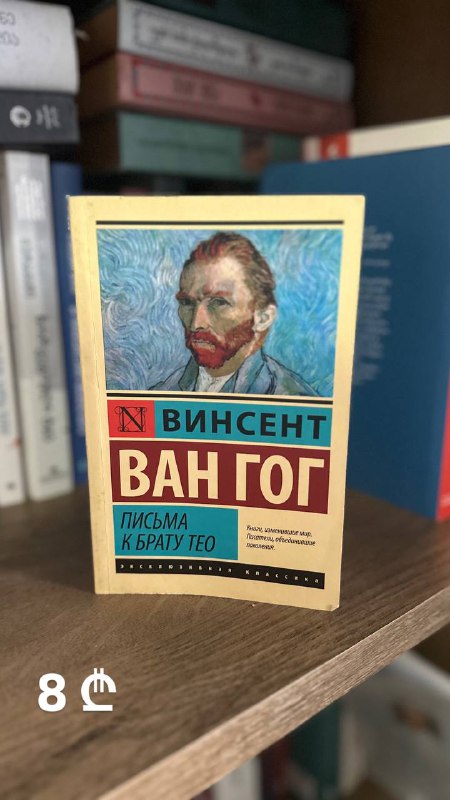 ВИНСЕНТ
ВАН ГОГ
ПИСЬМА
К БРАТУ ТЕО
Книги, изменившие мир.
Писатели, объединившие
поколения.
ЭКСКЛЮЗИВНАЯ КЛАССИКА
8 ₾